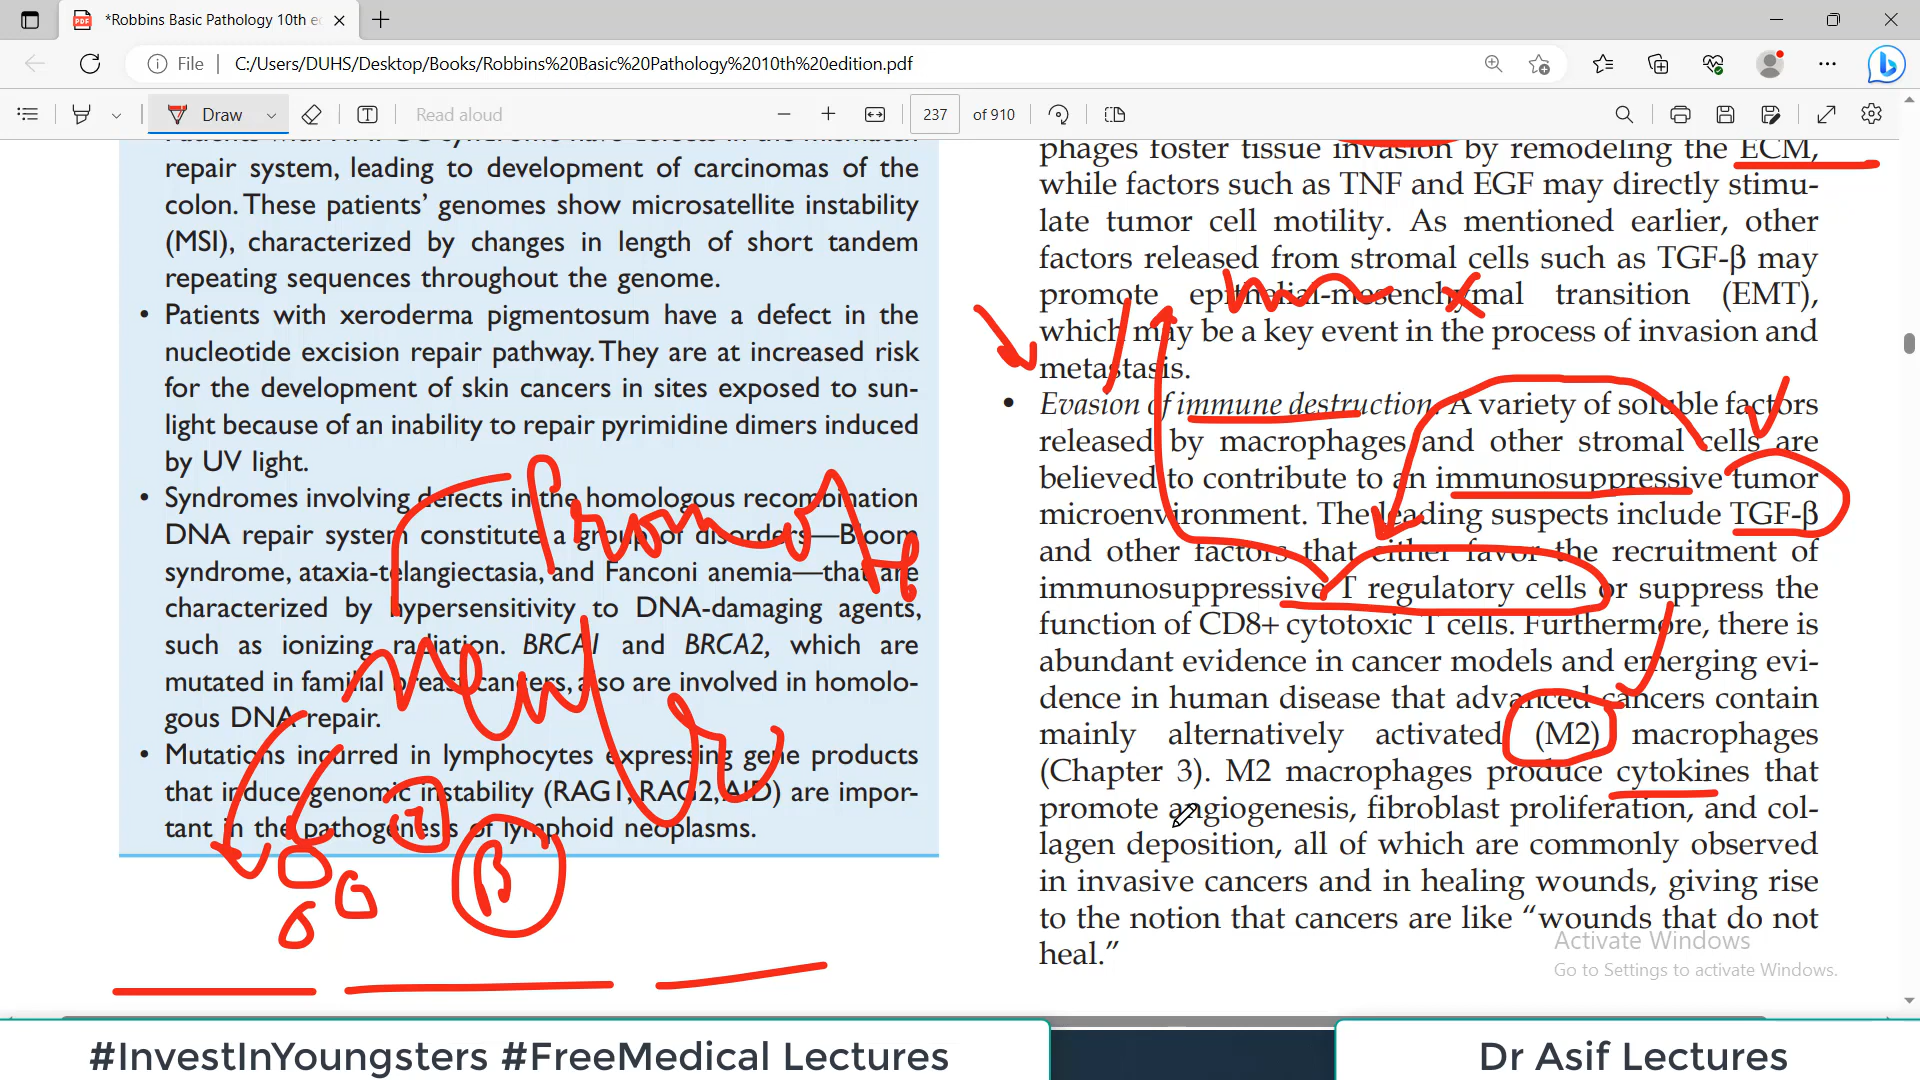 *Robbins Basic Pathology 10th ec
File
C:/Users/DUHS/Desktop/Books/Robbins%20Basic%20Pathology%2010th%20edition.pdf
Draw
Read aloud
237 of 910
repair system, leading to development of carcinomas of the
colon. These patients’ genomes show microsatellite instability
(MSI), characterized by changes in length of short tandem
repeating sequences throughout the genome.
• Patients with xeroderma pigmentosum have a defect in the
nucleotide excision repair pathway. They are at increased risk
for the development of skin cancers in sites exposed to sun-
light because of an inability to repair pyrimidine dimers induced
by UV light.
• Syndromes involving defects in the homologous recombination
DNA repair system constitute a group of disorders—Bloom
syndrome, ataxia-telangiectasia, and Fanconi anemia—that are
characterized by hypersensitivity to DNA-damaging agents,
such as ionizing radiation. BRCA1 and BRCA2, which are
mutated in familial breast cancers, also are involved in homolo-
gous DNA repair.
• Mutations incurred in lymphocytes expressing gene products
that induce genomic instability (RAG1, RAG2, AID) are impor-
tant in the pathogenesis of lymphoid neoplasms.
phages foster tissue invasion by remodeling the ECM,
while factors such as TNF and EGF may directly stimu-
late tumor cell motility. As mentioned earlier, other
factors released from stromal cells such as TGF-β may
promote epithelial-mesenchymal transition (EMT),
which may be a key event in the process of invasion and
metastasis.
• Evasion of immune destruction. A variety of soluble factors
released by macrophages and other stromal cells are
believed to contribute to an immunosuppressive tumor
microenvironment. The leading suspects include TGF-β
and other factors that either favor the recruitment of
immunosuppressive T regulatory cells or suppress the
function of CD8+ cytotoxic T cells. Furthermore, there is
abundant evidence in cancer models and emerging evi-
dence in human disease that advanced cancers contain
mainly alternatively activated (M2) macrophages
(Chapter 3). M2 macrophages produce cytokines that
promote angiogenesis, fibroblast proliferation, and col-
lagen deposition, all of which are commonly observed
in invasive cancers and in healing wounds, giving rise
to the notion that cancers are like “wounds that do not
heal.”
Promote
Activate Windows
Go to Settings to activate Windows.
#InvestInYoungsters #FreeMedical Lectures
Dr Asif Lectures